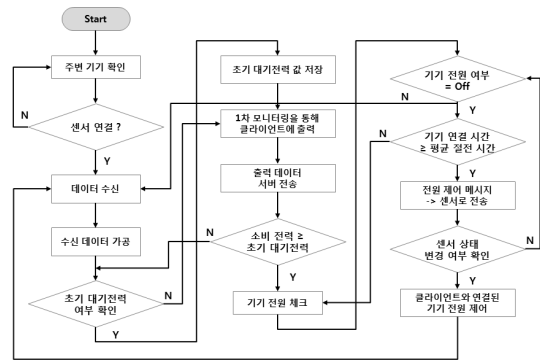 Start
주변 기기 확인
N
센서 연결 ?
Y
데이터 수신
수신 데이터 가공
초기 대기전력
여부 확인
N
Y
초기 대기전력 값 저장
1차 모니터링을 통해
클라이언트에 출력
출력 데이터
서버 전송
N
소비 전력 ≥
초기 대기전력
Y
기기 전원 체크
기기 전원 여부
= Off
N
Y
기기 연결 시간
≥ 평균 절전 시간
N
Y
전원 제어 메시지
-> 센서로 전송
센서 상태
변경 여부 확인
N
Y
클라이언트와 연결된
기기 전원 제어